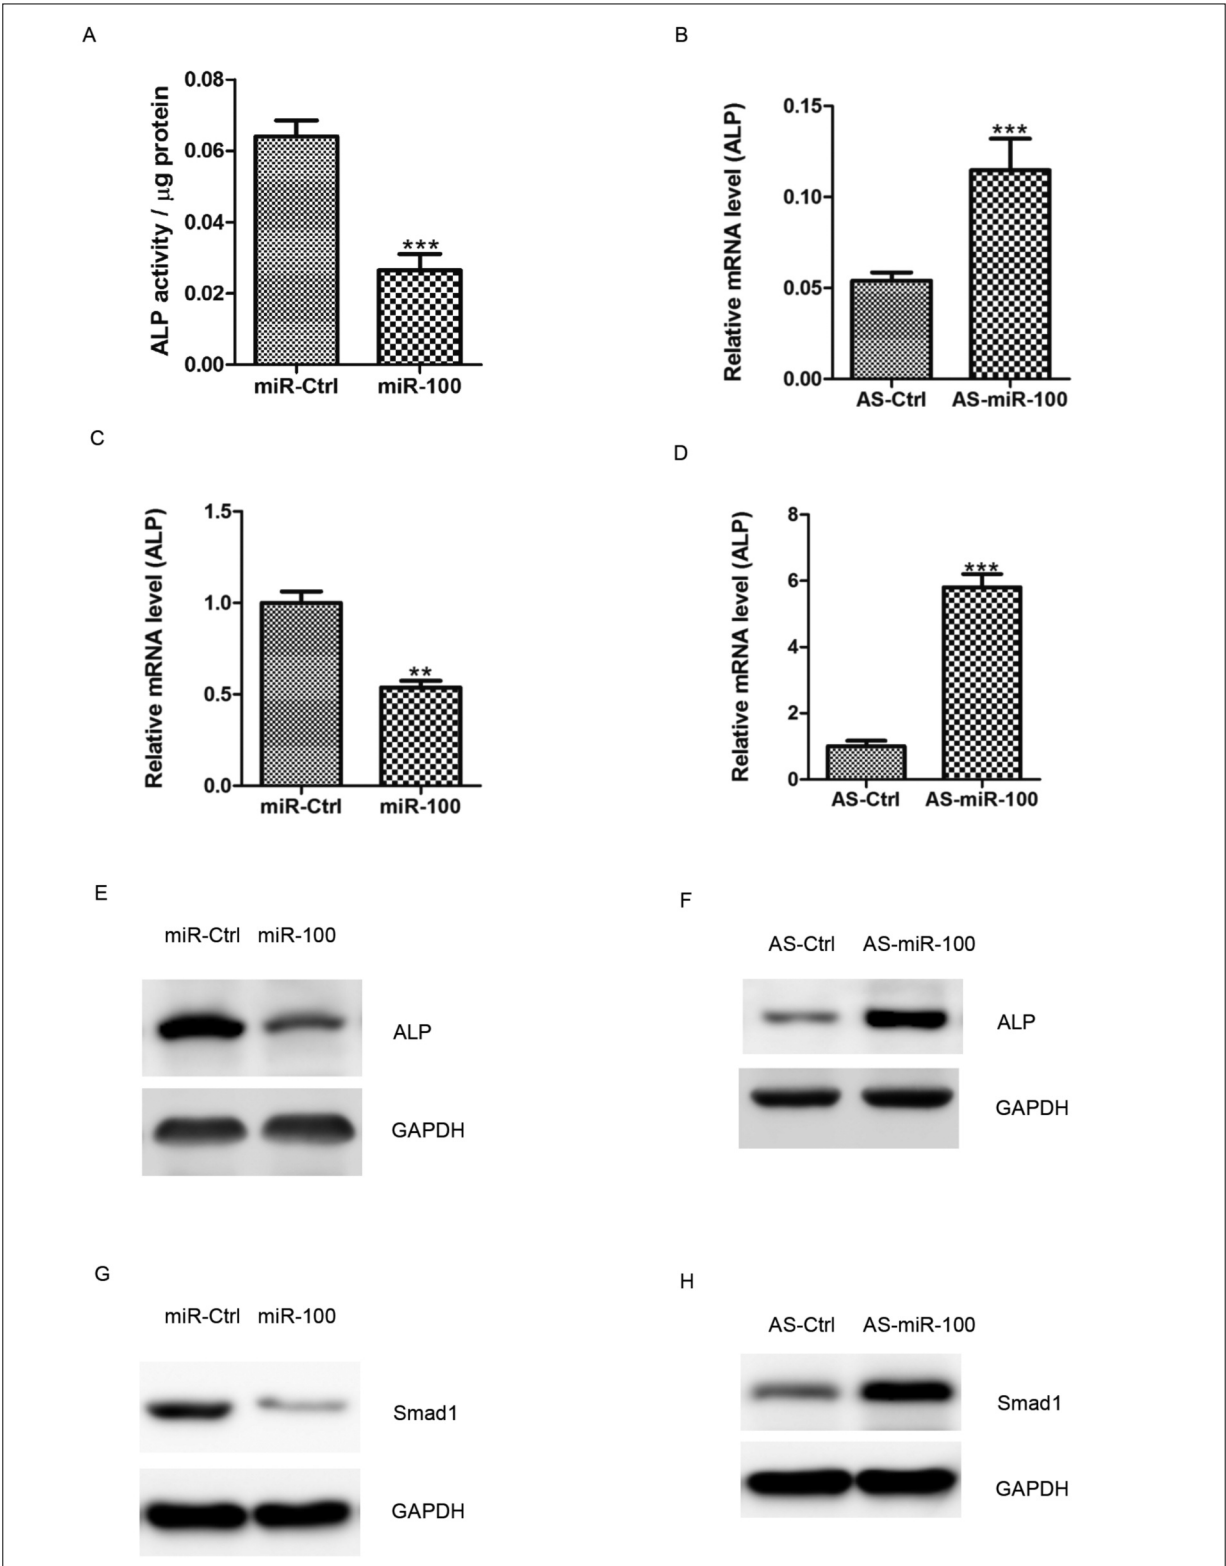 A
ALP activity / μg protein
0.08
0.06
0.04
0.02
0.00
***
miR-Ctrl miR-100
B
Relative mRNA level (ALP)
0.15
0.10
0.05
0.00
***
AS-Ctrl AS-miR-100
C
Relative mRNA level (ALP)
1.5
1.0
0.5
0.0
**
miR-Ctrl miR-100
D
Relative mRNA level (ALP)
8
6
4
2
0
***
AS-Ctrl AS-miR-100
E
miR-Ctrl miR-100
ALP
GAPDH
F
AS-Ctrl AS-miR-100
ALP
GAPDH
G
miR-Ctrl miR-100
Smad1
GAPDH
H
AS-Ctrl AS-miR-100
Smad1
GAPDH